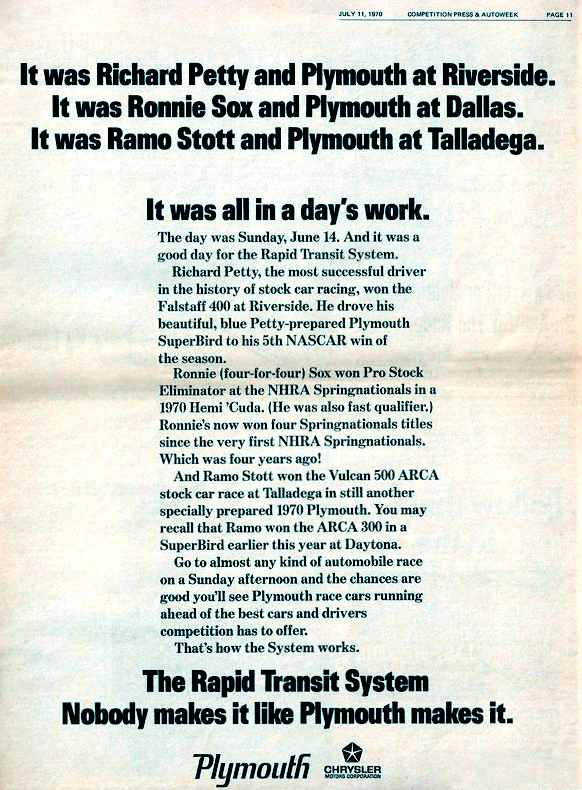 JULY 11, 1970 COMPETITION PRESS & AUTOWEEK PAGE 11
It was Richard Petty and Plymouth at Riverside.
It was Ronnie Sox and Plymouth at Dallas.
It was Ramo Stott and Plymouth at Talladega.
It was all in a day's work.
The day was Sunday, June 14. And it was a
good day for the Rapid Transit System.
Richard Petty, the most successful driver
in the history of stock car racing, won the
Falstaff 400 at Riverside. He drove his
beautiful, blue Petty-prepared Plymouth
SuperBird to his 5th NASCAR win of
the season.
Ronnie (four-for-four) Sox won Pro Stock
Eliminator at the NHRA Springnationals in a
1970 Hemi 'Cuda. (He was also fast qualifier.)
Ronnie's now won four Springnationals titles
since the very first NHRA Springnationals.
Which was four years ago!
And Ramo Stott won the Vulcan 500 ARCA
stock car race at Talladega in still another
specially prepared 1970 Plymouth. You may
recall that Ramo won the ARCA 300 in a
SuperBird earlier this year at Daytona.
Go to almost any kind of automobile race
on a Sunday afternoon and the chances are
good you'll see Plymouth race cars running
ahead of the best cars and drivers
competition has to offer.
That's how the System works.
The Rapid Transit System
Nobody makes it like Plymouth makes it.
Plymouth CHRYSLER
MOTORS CORPORATION